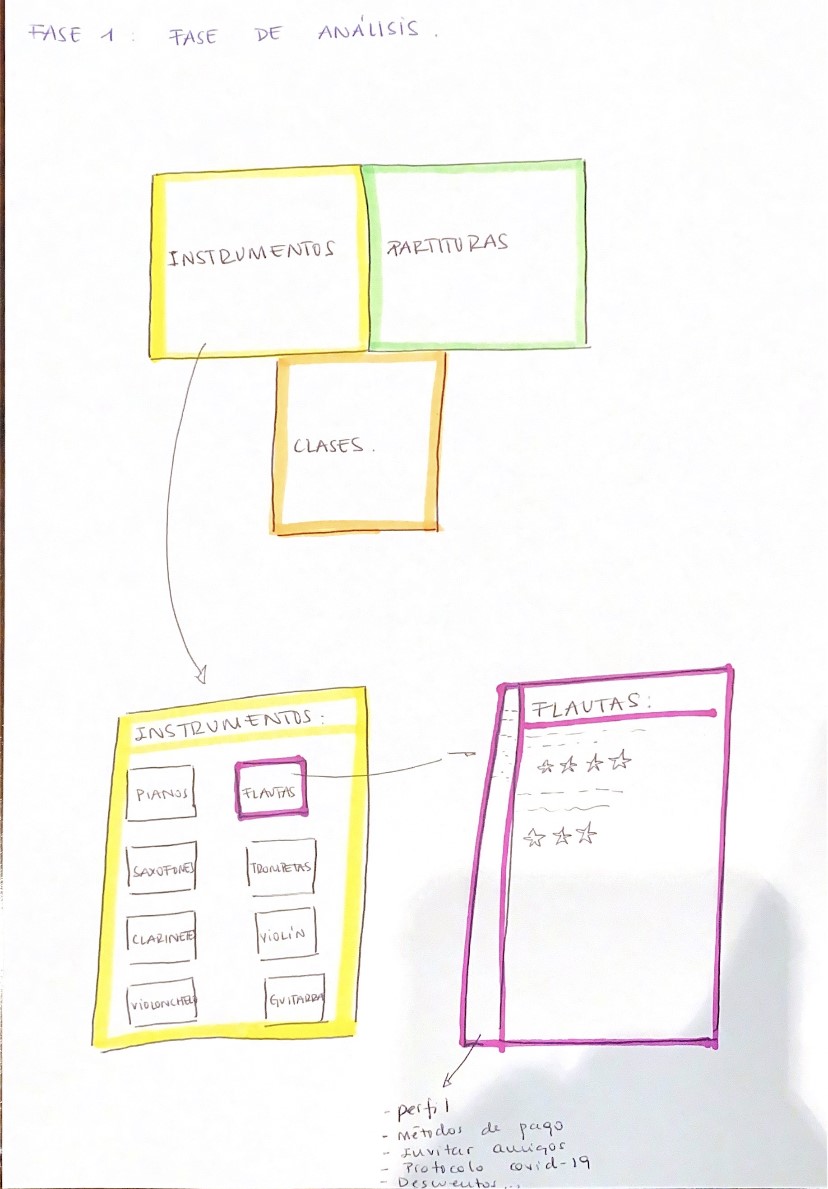 FASE 1 : FASE DE ANÁLISIS .
INSTRUMENTOS
PARTITURAS
CLASES .
INSTRUMENTOS :
PIANOS
FLAUTAS
SAXOFONES
TROMPETAS
CLARINETE
VIOLÍN
VIOLONCHELO
GUITARRA
FLAUTAS :
- perfil
- Métodos de pago
- Invitar amigos
- Protocolo covid-19
- Descuentos...